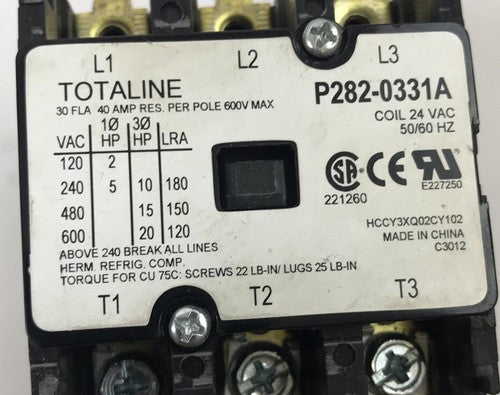 L1 L2 L3
TOTALINE
30 FLA 40 AMP RES. PER POLE 600V MAX
P282-0331A
COIL 24 VAC
50/60 HZ
1Ø 3Ø
VAC HP HP LRA
120 2
240 5 10 180
480 15 150
600 20 120
SA CE RU
221260
E227250
HCCY3XQ02CY102
MADE IN CHINA
C3012
ABOVE 240 BREAK ALL LINES
HERM. REFRIG. COMP.
TORQUE FOR CU 75C: SCREWS 22 LB-IN/ LUGS 25 LB-IN
T1 T2 T3